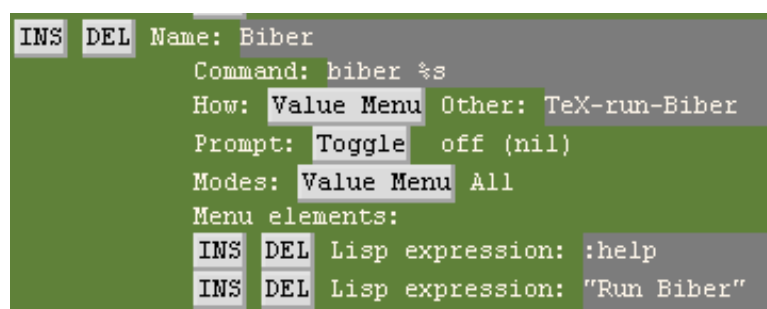 INS DEL Name: Biber
Command: biber %s
How: Value Menu Other: TeX-run-Biber
Prompt: Toggle off (nil)
Modes: Value Menu All
Menu elements:
INS DEL Lisp expression: :help
INS DEL Lisp expression: "Run Biber"